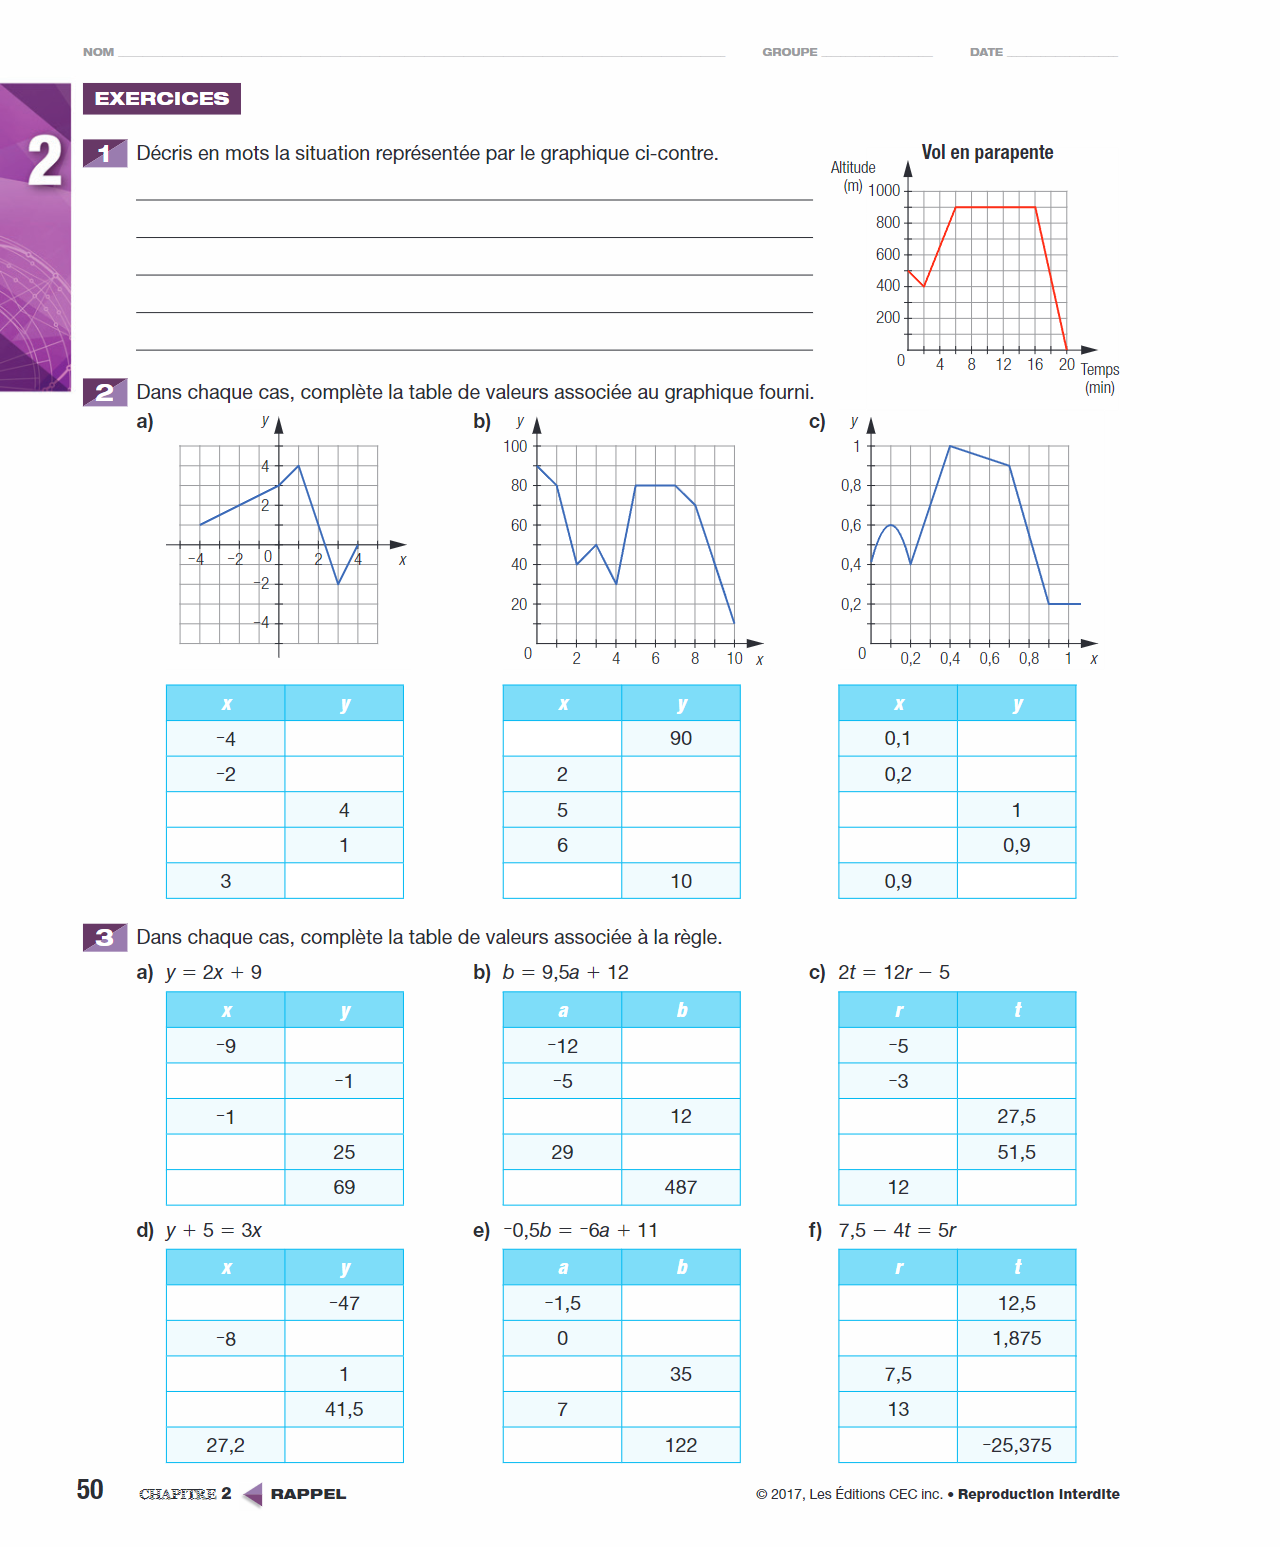 NOM GROUPE DATE
EXERCICES
2
1 Décris en mots la situation représentée par le graphique ci-contre.
Vol en parapente
Altitude
(m)
1000
800
600
400
200
0 4 8 12 16 20 Temps
(min)
2 Dans chaque cas, complète la table de valeurs associée au graphique fourni.
a) y
4
2
-4 -2 0 2 4 x
-2
-4
b) y
100
80
60
40
20
0 2 4 6 8 10 x
c) y
1
0,8
0,6
0,4
0,2
0 0,2 0,4 0,6 0,8 1 x
x y
-4
-2
4
1
3
x y
90
2
5
6
10
x y
0,1
0,2
1
0,9
0,9
3 Dans chaque cas, complète la table de valeurs associée à la règle.
a) y = 2x + 9
x y
-9
-1
-1
25
69
b) b = 9,5a + 12
a b
-12
-5
12
29
487
c) 2t = 12r − 5
r t
-5
-3
27,5
51,5
12
d) y + 5 = 3x
x y
-47
-8
1
41,5
27,2
e) -0,5b = -6a + 11
a b
-1,5
0
35
7
122
f) 7,5 − 4t = 5r
r t
12,5
1,875
7,5
13
-25,375
50 CHAPITRE 2 RAPPEL
© 2017, Les Éditions CEC inc. • Reproduction interdite